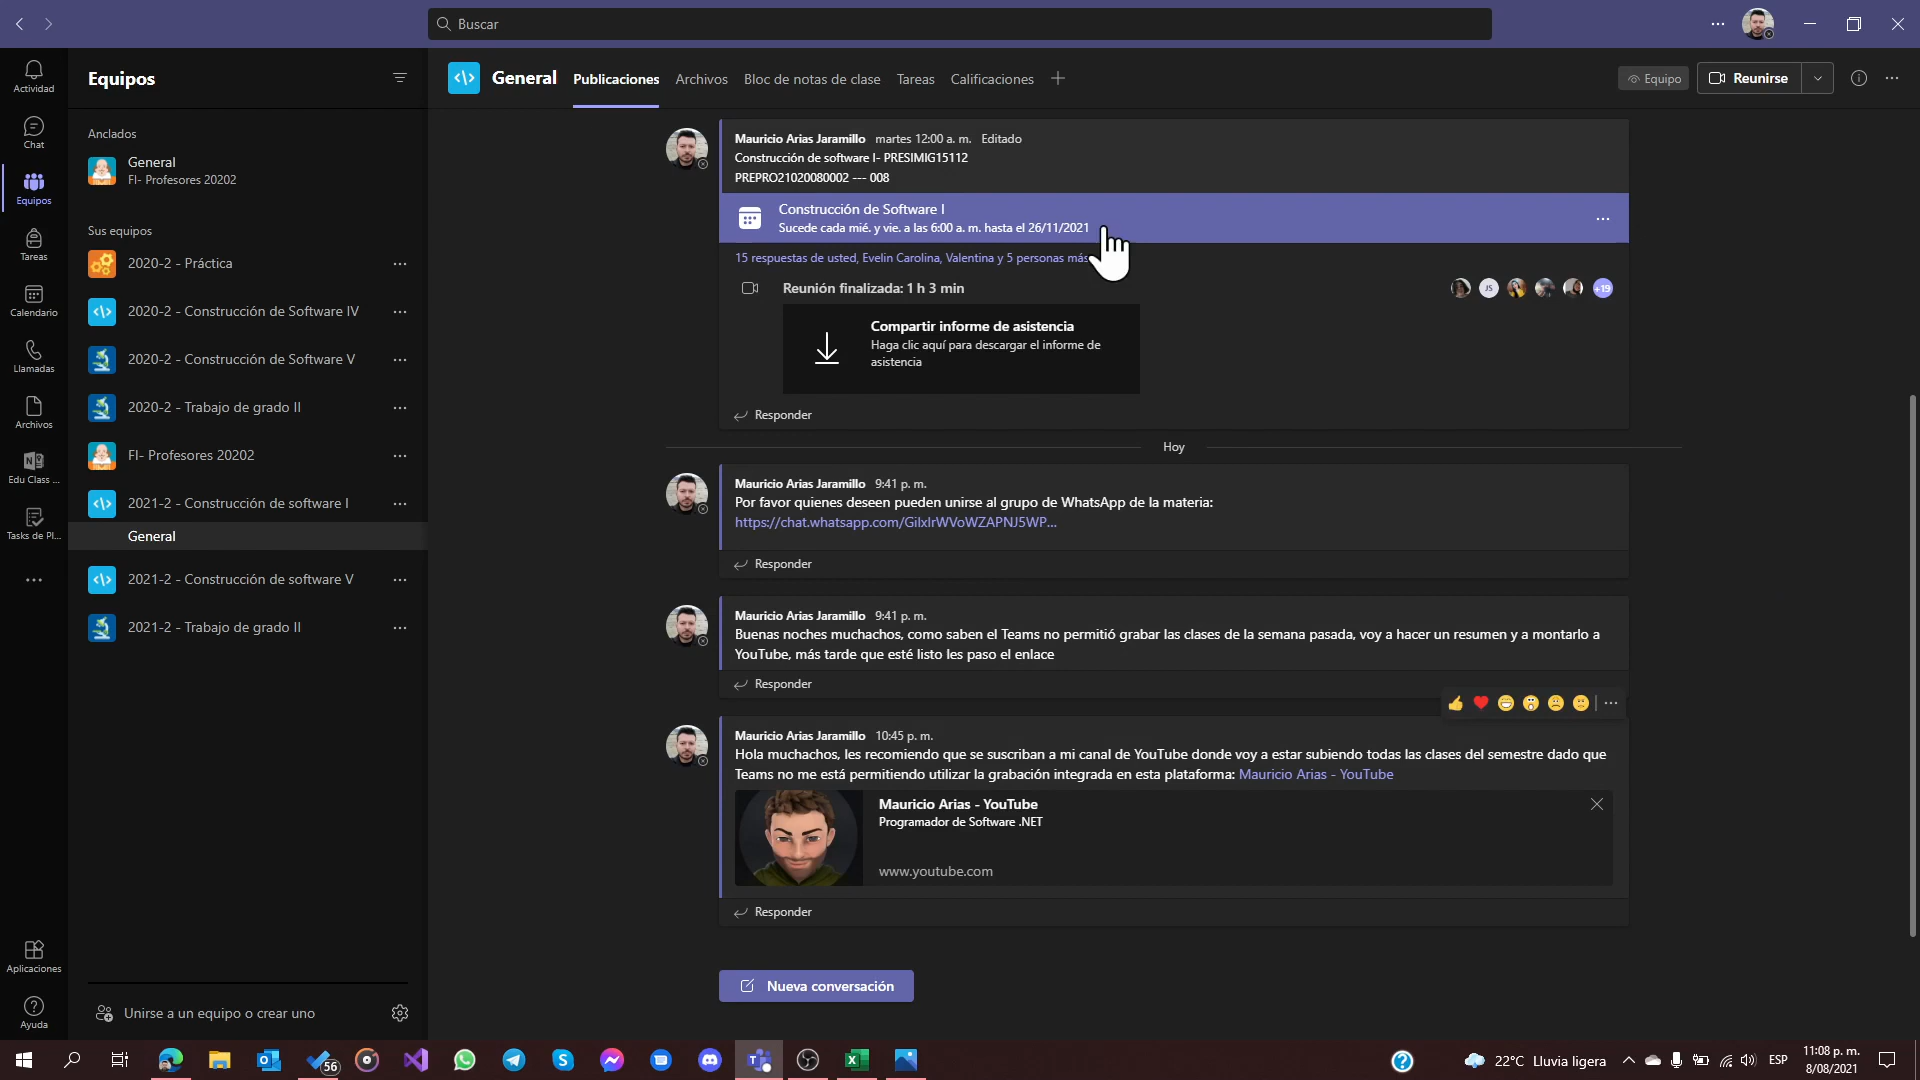 Buscar
Actividad
Chat
Equipos
Tareas
Calendario
Llamadas
Archivos
Edu Class ...
Tasks de Pl...
Aplicaciones
Ayuda
Equipos
Anclados
General
FI- Profesores 20202
Sus equipos
2020-2 - Práctica
2020-2 - Construcción de Software IV
2020-2 - Construcción de Software V
2020-2 - Trabajo de grado II
FI- Profesores 20202
2021-2 - Construcción de software I
General
2021-2 - Construcción de software V
2021-2 - Trabajo de grado II
Unirse a un equipo o crear uno
General Publicaciones Archivos Bloc de notas de clase Tareas Calificaciones
Equipo
Reunirse
Mauricio Arias Jaramillo martes 12:00 a. m. Editado
Construcción de software I- PRESIMIG15112
PREPRO21020080002 --- 008
Construcción de Software I
Sucede cada mié. y vie. a las 6:00 a. m. hasta el 26/11/2021
15 respuestas de usted, Evelin Carolina, Valentina y 5 personas más
Reunión finalizada: 1 h 3 min
JS
+19
Compartir informe de asistencia
Haga clic aquí para descargar el informe de
asistencia
Responder
Hoy
Mauricio Arias Jaramillo 9:41 p. m.
Por favor quienes deseen pueden unirse al grupo de WhatsApp de la materia:
https://chat.whatsapp.com/GilxlrWVoWZAPNJ5WP...
Responder
Mauricio Arias Jaramillo 9:41 p. m.
Buenas noches muchachos, como saben el Teams no permitió grabar las clases de la semana pasada, voy a hacer un resumen y a montarlo a
YouTube, más tarde que esté listo les paso el enlace
Responder
Mauricio Arias Jaramillo 10:45 p. m.
Hola muchachos, les recomiendo que se suscriban a mi canal de YouTube donde voy a estar subiendo todas las clases del semestre dado que
Teams no me está permitiendo utilizar la grabación integrada en esta plataforma: Mauricio Arias - YouTube
Mauricio Arias - YouTube
Programador de Software .NET
www.youtube.com
Responder
Nueva conversación
56
22°C Lluvia ligera
ESP
11:08 p. m.
8/08/2021